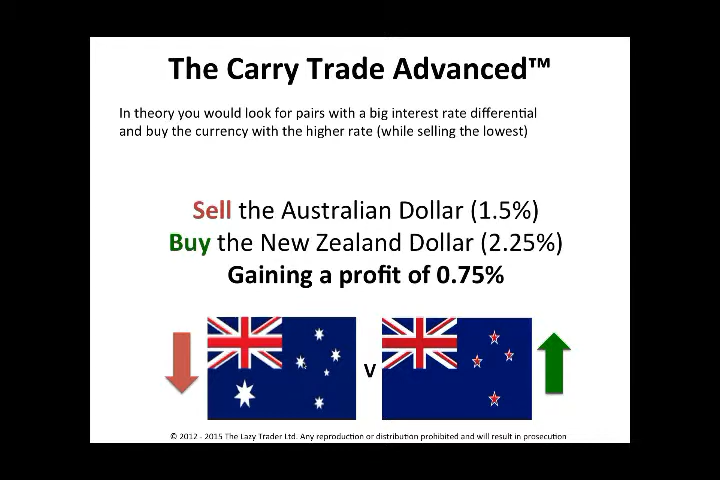 The Carry Trade Advanced™
In theory you would look for pairs with a big interest rate differential
and buy the currency with the higher rate (while selling the lowest)
Sell the Australian Dollar (1.5%)
Buy the New Zealand Dollar (2.25%)
Gaining a profit of 0.75%
V
© 2012 - 2015 The Lazy Trader Ltd. Any reproduction or distribution prohibited and will result in prosecution